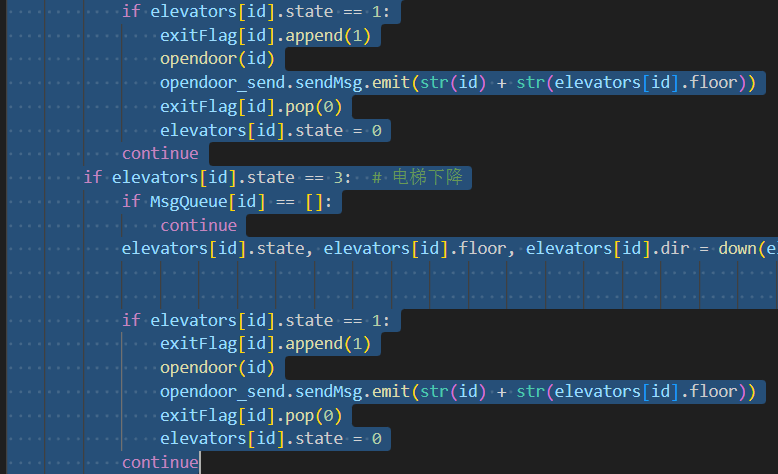 if elevators[id].state == 1:
exitFlag[id].append(1)
opendoor(id)
opendoor_send.sendMsg.emit(str(id) + str(elevators[id].floor))
exitFlag[id].pop(0)
elevators[id].state = 0
continue
if elevators[id].state == 3: # 电梯下降
if MsgQueue[id] == []:
continue
elevators[id].state, elevators[id].floor, elevators[id].dir = down(e
if elevators[id].state == 1:
exitFlag[id].append(1)
opendoor(id)
opendoor_send.sendMsg.emit(str(id) + str(elevators[id].floor))
exitFlag[id].pop(0)
elevators[id].state = 0
continue